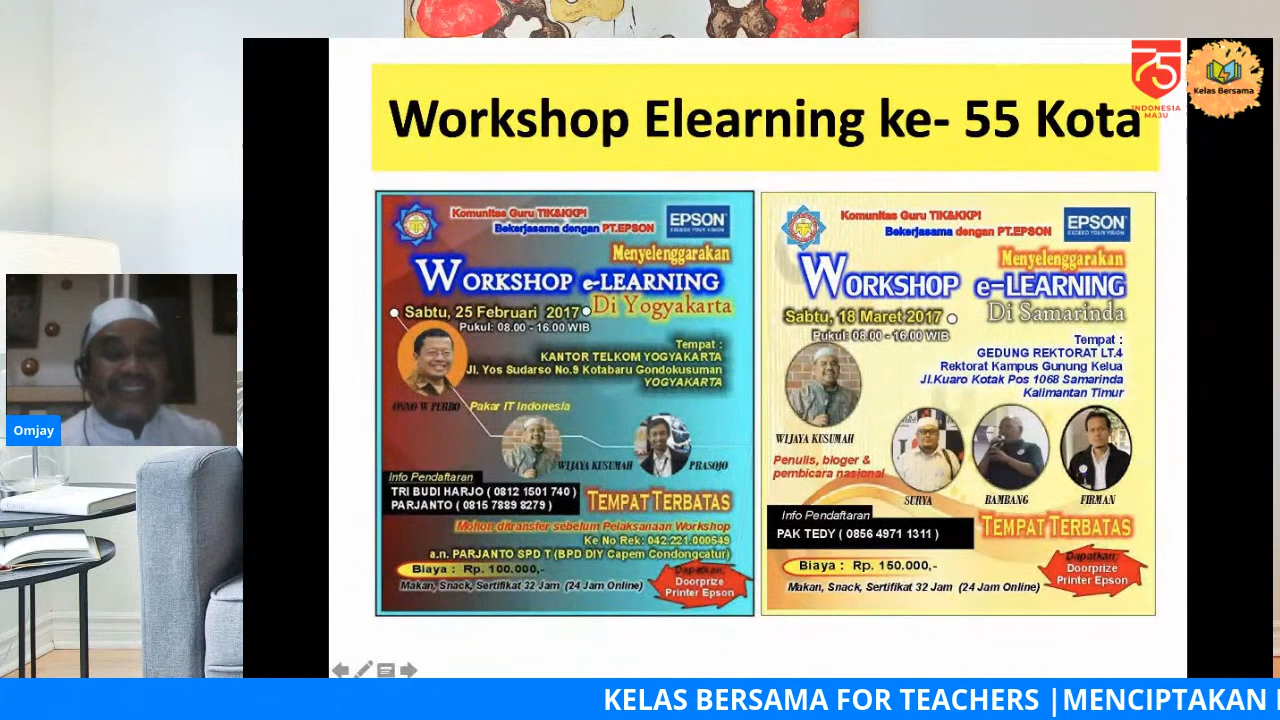 75
INDONESIA
MAJU
Kelas Bersama
Workshop Elearning ke- 55 Kota
Komunitas Guru TIK&KKPI
Bekerjasama dengan PT.EPSON
EPSON
EXCEED YOUR VISION
Menyelenggarakan
WORKSHOP e-LEARNING
Di Yogyakarta
Sabtu, 25 Februari 2017
Pukul: 08.00 - 16.00 WIB
Tempat :
KANTOR TELKOM YOGYAKARTA
Jl. Yos Sudarso No.9 Kotabaru Gondokusuman
YOGYAKARTA
ONNO W PURBO
Pakar IT Indonesia
WIJAYA KUSUMAH
PRASOJO
Info Pendaftaran
TRI BUDI HARJO ( 0812 1501 740 )
PARJANTO ( 0815 7889 8279 )
TEMPAT TERBATAS
Mohon ditransfer sebelum Pelaksanaan Workshop
Ke No Rek: 042.221.000549
a.n. PARJANTO SPD T (BPD DIY Capem Condongcatur)
Biaya : Rp. 100.000,-
Makan, Snack, Sertifikat 32 Jam (24 Jam Online)
Dapatkan:
Doorprize
Printer Epson
Komunitas Guru TIK&KKPI
Bekerjasama dengan PT.EPSON
EPSON
EXCEED YOUR VISION
Menyelenggarakan
WORKSHOP e-LEARNING
Di Samarinda
Sabtu, 18 Maret 2017
Pukul: 08.00 - 16.00 WIB
Tempat :
GEDUNG REKTORAT LT.4
Rektorat Kampus Gunung Kelua
Jl.Kuaro Kotak Pos 1068 Samarinda
Kalimantan Timur
WIJAYA KUSUMAH
Penulis, bloger &
pembicara nasional
SURYA
BAMBANG
FIRMAN
Info Pendaftaran
PAK TEDY ( 0856 4971 1311 )
TEMPAT TERBATAS
Biaya : Rp. 150.000,-
Makan, Snack, Sertifikat 32 Jam (24 Jam Online)
Dapatkan:
Doorprize
Printer Epson
Omjay
KELAS BERSAMA FOR TEACHERS |MENCIPTAKAN